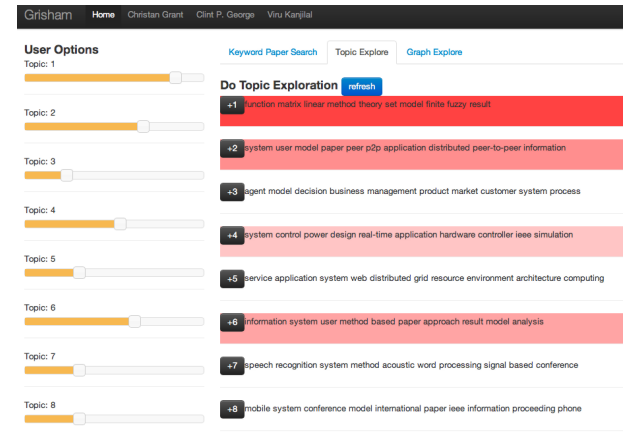 Grisham Home Christan Grant Clint P. George Viru Kanjilal
User Options
Topic: 1
Topic: 2
Topic: 3
Topic: 4
Topic: 5
Topic: 6
Topic: 7
Topic: 8
Keyword Paper Search Topic Explore Graph Explore
Do Topic Exploration refresh
+1 function matrix linear method theory set model finite fuzzy result
+2 system user model paper peer p2p application distributed peer-to-peer information
+3 agent model decision business management product market customer system process
+4 system control power design real-time application hardware controller ieee simulation
+5 service application system web distributed grid resource environment architecture computing
+6 information system user method based paper approach result model analysis
+7 speech recognition system method acoustic word processing signal based conference
+8 mobile system conference model international paper ieee information proceeding phone